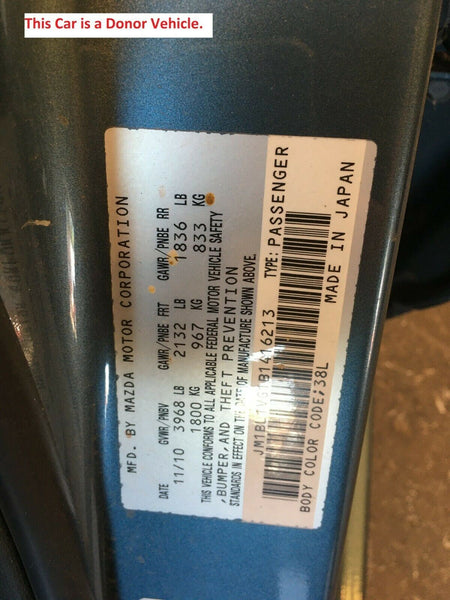 This Car is a Donor Vehicle.
MFD. BY MAZDA MOTOR CORPORATION
GVWR/PNBV GAWR/PNBE FRT GAWR/PNBE RR
DATE
11/10 3968 LB 2132 LB 1836 LB
1800 KG 967 KG 833 KG
THIS VEHICLE CONFORMS TO ALL APPLICABLE FEDERAL MOTOR VEHICLE SAFETY
,BUMPER,AND THEFT PREVENTION
STANDARDS IN EFFECT ON THE DATE OF MANUFACTURE SHOWN ABOVE.
TYPE: PASSENGER
BODY COLOR CODE;38L
MADE IN JAPAN